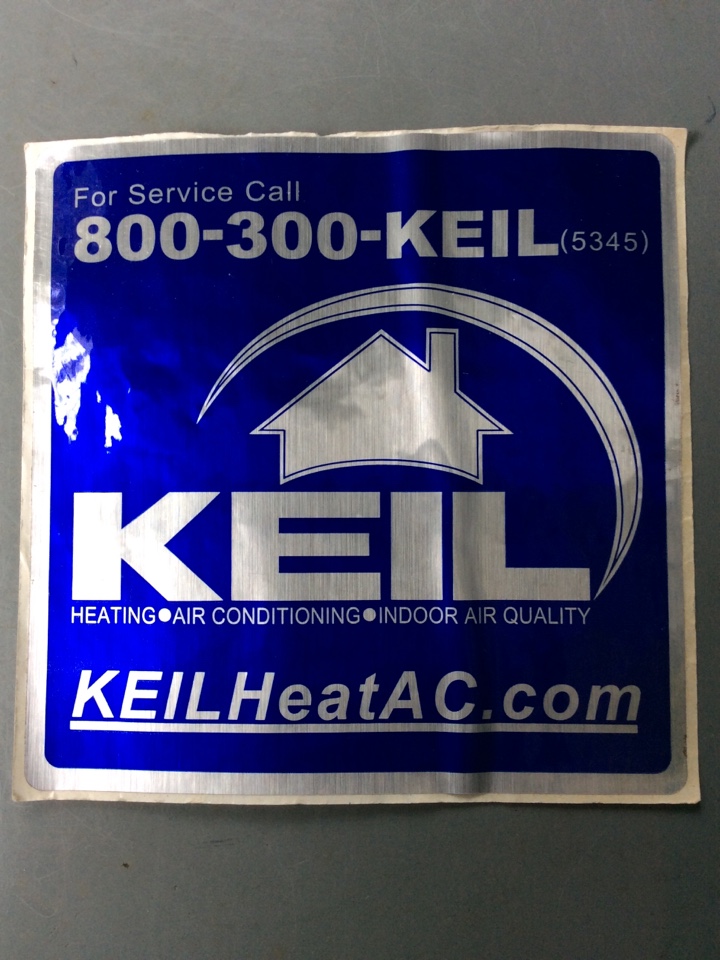 For Service Call
800-300-KEIL(5345)
KEIL
HEATING●AIR CONDITIONING●INDOOR AIR QUALITY
KEILHeatAC.com